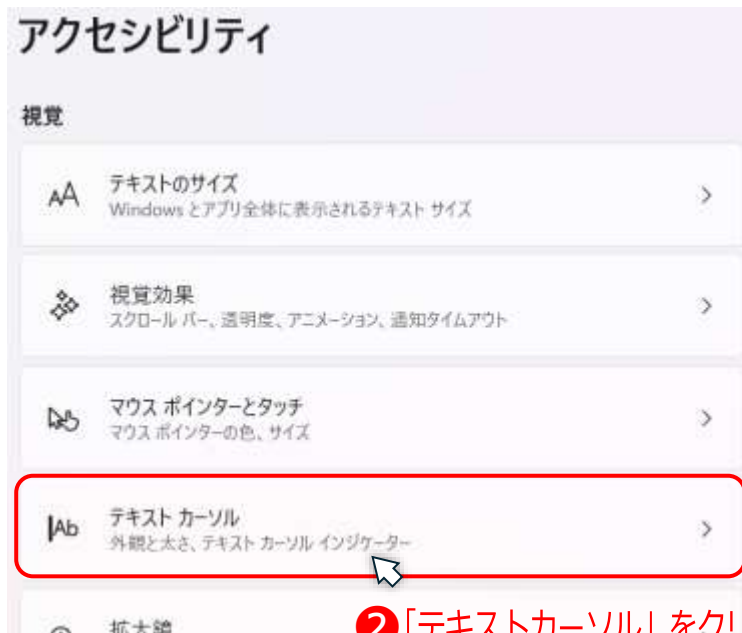 アクセシビリティ
視覚
AA テキストのサイズ
Windows とアプリ全体に表示されるテキスト サイズ
視覚効果
スクロール バー、透明度、アニメーション、通知タイムアウト
マウス ポインターとタッチ
マウス ポインターの色、サイズ
Ab テキスト カーソル
外観と太さ、テキスト カーソル インジケーター
拡大鏡
❷「テキストカーソル」をクリ